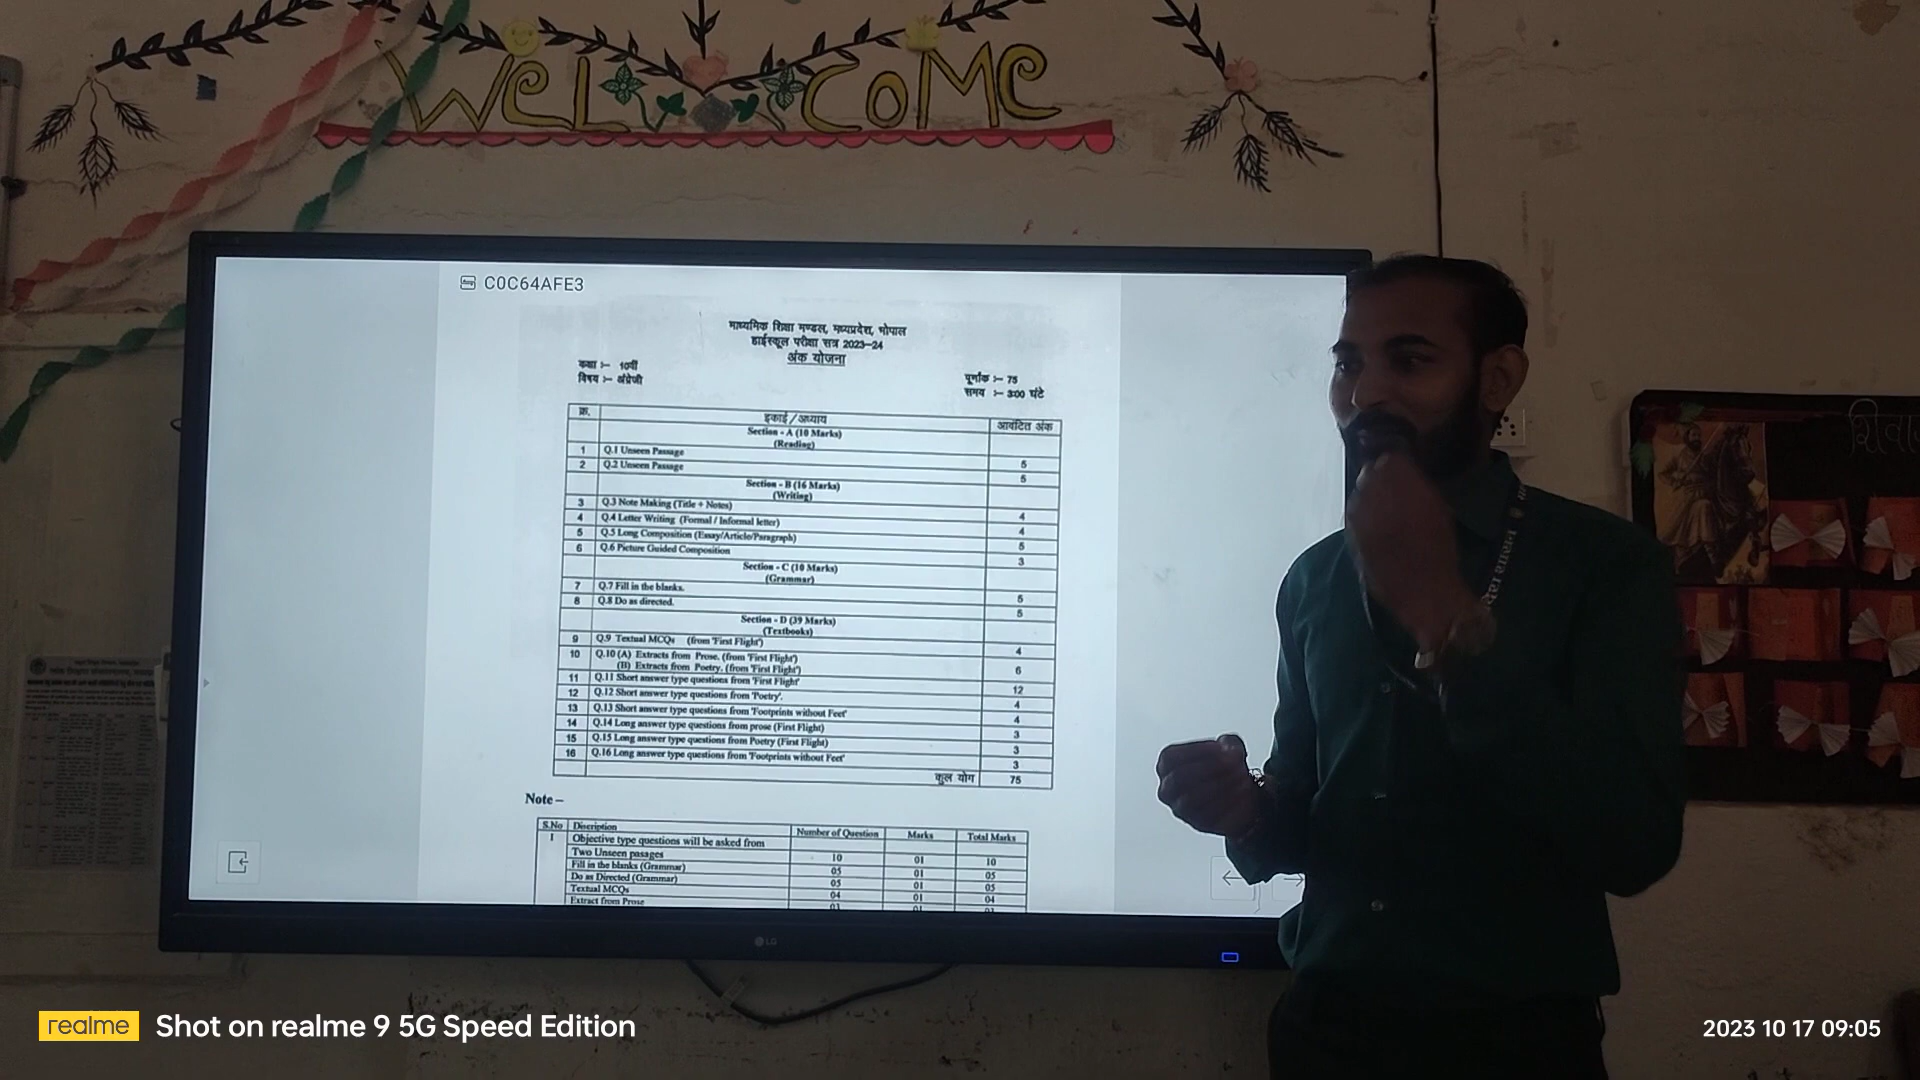 WELCOME
C0C64AFE3
माध्यमिक शिक्षा मण्डल, मध्यप्रदेश, भोपाल
हाईस्कूल परीक्षा सत्र 2023-24
अंक योजना
कक्षा :- 10वीं
विषय :- अंग्रेजी
पूर्णांक :- 75
समय :- 3:00 घंटे
क्र. इकाई / अध्याय आवंटित अंक
Section - A (10 Marks)
(Reading)
1 Q.1 Unseen Passage 5
2 Q.2 Unseen Passage 5
Section - B (16 Marks)
(Writing)
3 Q.3 Note Making (Title + Notes) 4
4 Q.4 Letter Writing (Formal / Informal letter) 4
5 Q.5 Long Composition (Essay/Article/Paragraph) 5
6 Q.6 Picture Guided Composition 3
Section - C (10 Marks)
(Grammar)
7 Q.7 Fill in the blanks. 5
8 Q.8 Do as directed. 5
Section - D (39 Marks)
(Textbooks)
9 Q.9 Textual MCQs (from 'First Flight') 4
10 Q.10 (A) Extracts from Prose. (from 'First Flight')
(B) Extracts from Poetry. (from 'First Flight') 6
11 Q.11 Short answer type questions from 'First Flight' 12
12 Q.12 Short answer type questions from 'Poetry'. 4
13 Q.13 Short answer type questions from 'Footprints without Feet' 4
14 Q.14 Long answer type questions from prose (First Flight) 3
15 Q.15 Long answer type questions from Poetry (First Flight) 3
16 Q.16 Long answer type questions from 'Footprints without Feet' 3
कुल योग 75
Note –
S.No Discription Number of Question Marks Total Marks
1 Objective type questions will be asked from
Two Unseen pasages 10 01 10
Fill in the blanks (Grammar) 05 01 05
Do as Directed (Grammar) 05 01 05
Textual MCQs 04 01 04
Extract from Prose 03 01 03
LG
realme Shot on realme 9 5G Speed Edition
2023 10 17 09:05